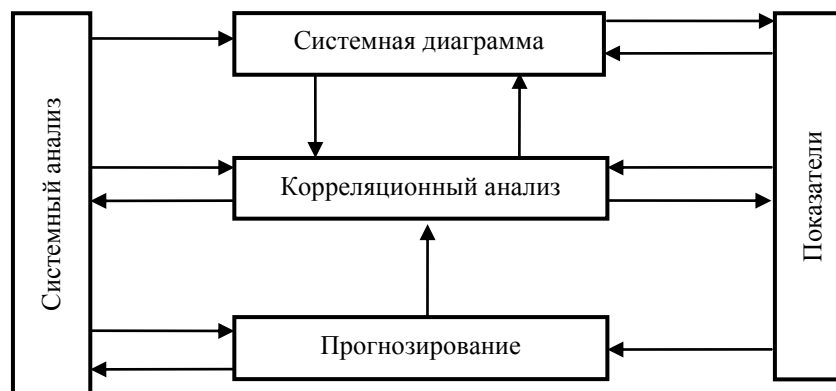 Системный анализ
Системная диаграмма
Корреляционный анализ
Прогнозирование
Показатели